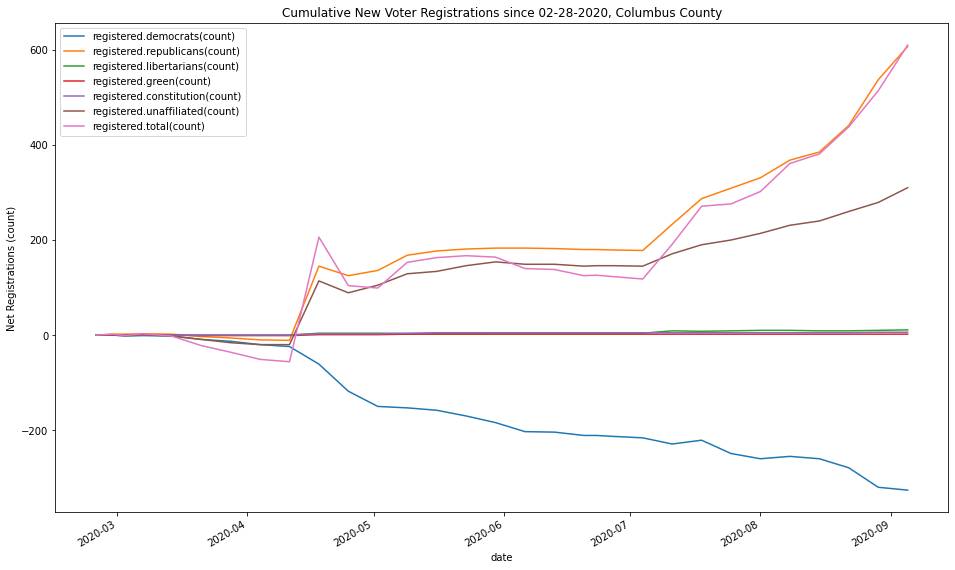 Cumulative New Voter Registrations since 02-28-2020, Columbus County
registered.democrats(count)
registered.republicans(count)
registered.libertarians(count)
registered.green(count)
registered.constitution(count)
registered.unaffiliated(count)
registered.total(count)
Net Registrations (count)
600
400
200
0
−200
2020-03
2020-04
2020-05
2020-06
2020-07
2020-08
2020-09
date